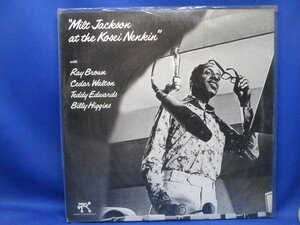 "Milt Jackson
at the Kosei Nenkin"
with
Ray Brown
Cedar Walton
Teddy Edwards
Billy Higgins